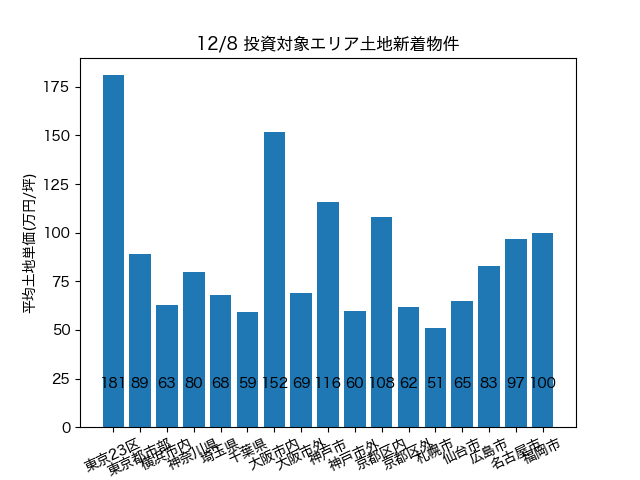 12/8 投資対象エリア土地新着物件
平均土地単価(万円/坪)
175
150
125
100
75
50
25
0
181 89 63 80 68 59 152 69 116 60 108 62 51 65 83 97 100
東京23区 東京都市部 横浜市内 神奈川県 埼玉県 千葉県 大阪市内 大阪市外 神戸市 神戸市外 京都区内 京都区外 札幌市 仙台市 広島市 名古屋市 福岡市